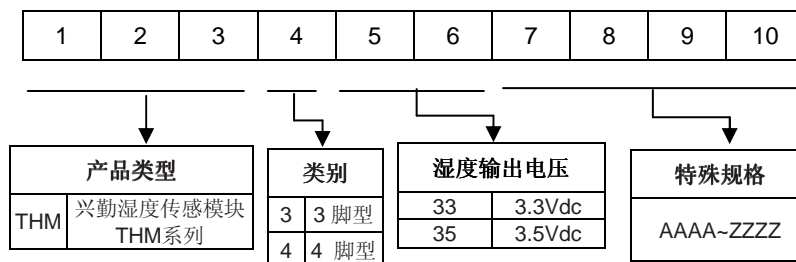 1 2 3 4 5 6 7 8 9 10
产品类型
THM 兴勤湿度传感模块
THM系列
类别
3 3 脚型
4 4 脚型
湿度输出电压
33 3.3Vdc
35 3.5Vdc
特殊规格
AAAA~ZZZZ